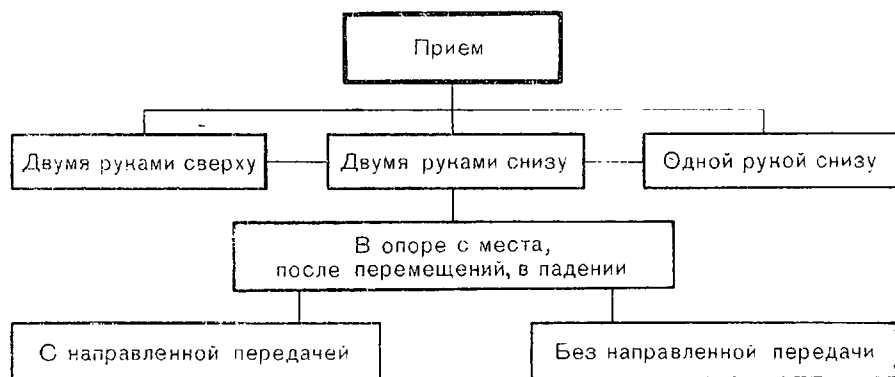 Прием
Двумя руками сверху
Двумя руками снизу
Одной рукой снизу
В опоре с места,
после перемещений, в падении
С направленной передачей
Без направленной передачи